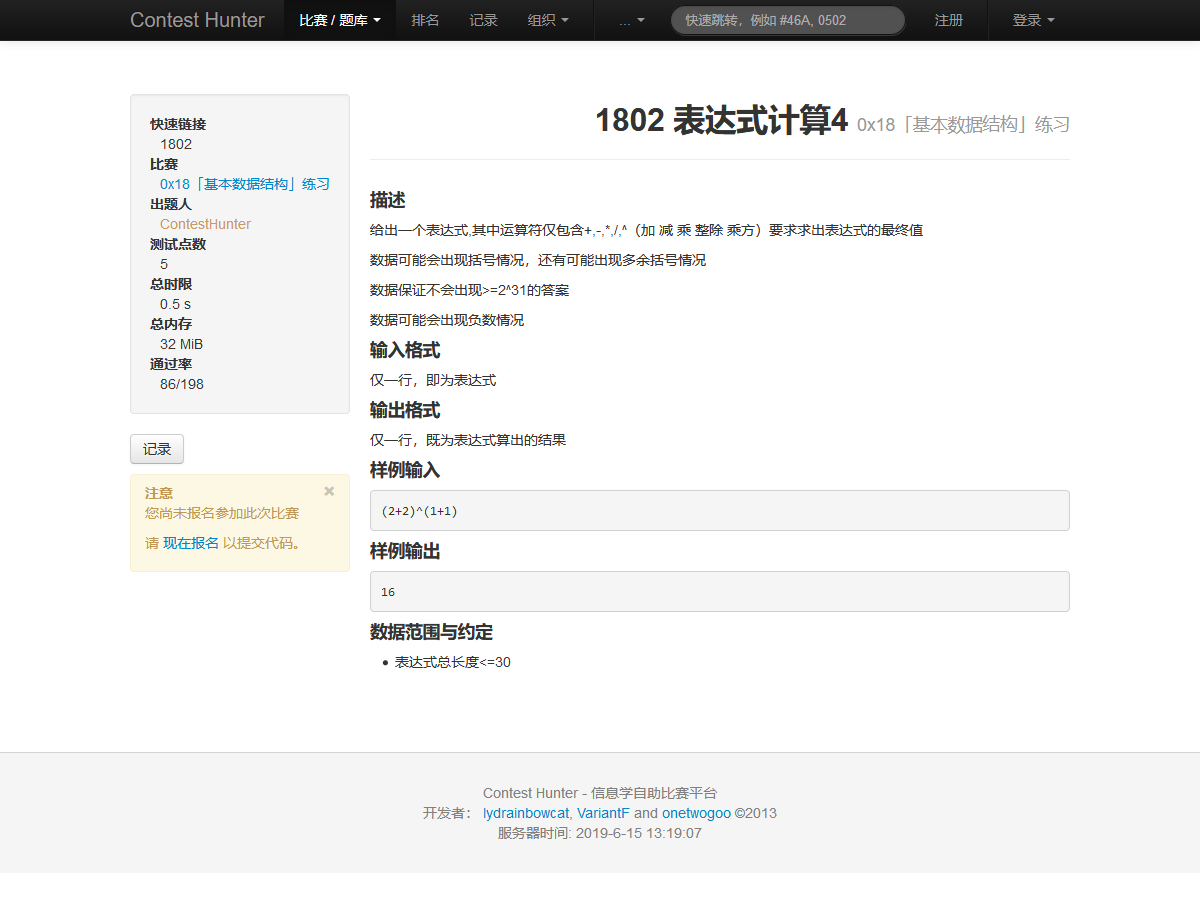 Contest Hunter 比赛 / 题库 排名 记录 组织 ... 快速跳转，例如 #46A, 0502 注册 登录
快速链接
1802
比赛
0x18「基本数据结构」练习
出题人
ContestHunter
测试点数
5
总时限
0.5 s
总内存
32 MiB
通过率
86/198
记录
注意 ×
您尚未报名参加此次比赛
请 现在报名 以提交代码。
1802 表达式计算4 0x18「基本数据结构」练习
描述
给出一个表达式,其中运算符仅包含+,-,*,/,^（加 减 乘 整除 乘方）要求求出表达式的最终值
数据可能会出现括号情况，还有可能出现多余括号情况
数据保证不会出现>=2^31的答案
数据可能会出现负数情况
输入格式
仅一行，即为表达式
输出格式
仅一行，既为表达式算出的结果
样例输入
(2+2)^(1+1)
样例输出
16
数据范围与约定
• 表达式总长度<=30
Contest Hunter - 信息学自助比赛平台
开发者： lydrainbowcat, VariantF and onetwogoo ©2013
服务器时间: 2019-6-15 13:19:07